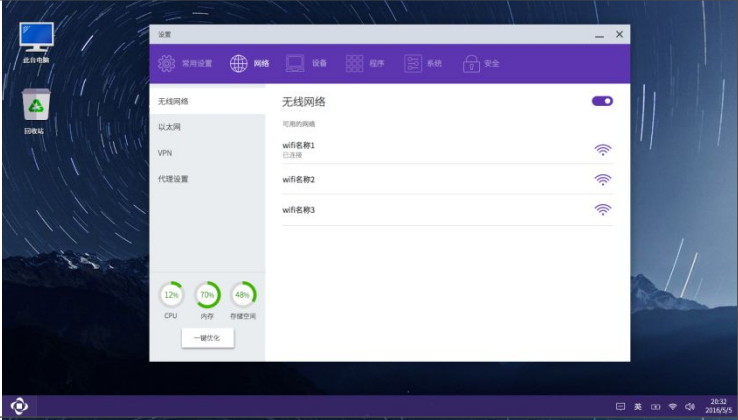 此台电脑
回收站
设置
常用设置 网络 设备 程序 系统 安全
无线网络
以太网
VPN
代理设置
无线网络
可用的网络
wifi名称1
已连接
wifi名称2
wifi名称3
12% 70% 48%
CPU 内存 存储空间
一键优化
英
20:32
2016/5/5